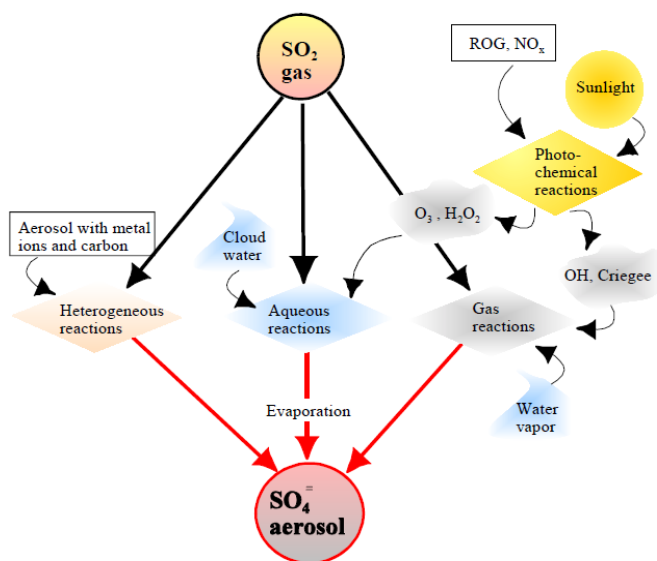 SO₂
gas
ROG, NOₓ
Sunlight
Photo-
chemical
reactions
O₃ , H₂O₂
Aerosol with metal
ions and carbon
Cloud
water
OH, Criegee
Heterogeneous
reactions
Aqueous
reactions
Gas
reactions
Evaporation
Water
vapor
SO₄⁼
aerosol